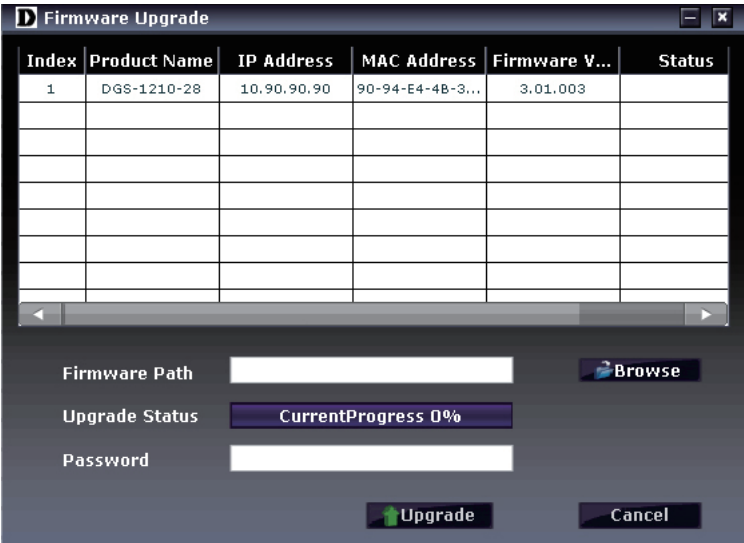 D Firmware Upgrade
Index Product Name IP Address MAC Address Firmware V... Status
1 DGS-1210-28 10.90.90.90 90-94-E4-4B-3... 3.01.003
Firmware Path Browse
Upgrade Status CurrentProgress 0%
Password
Upgrade Cancel